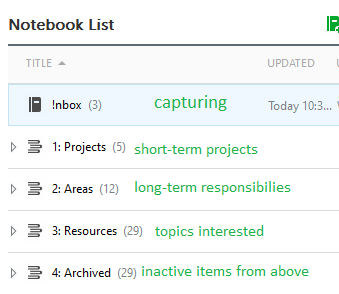 Notebook List
TITLE UPDATED
!nbox (3) capturing Today 10:3...
1: Projects (5) short-term projects
2: Areas (12) long-term responsibilies
3: Resources (29) topics interested
4: Archived (29) inactive items from above